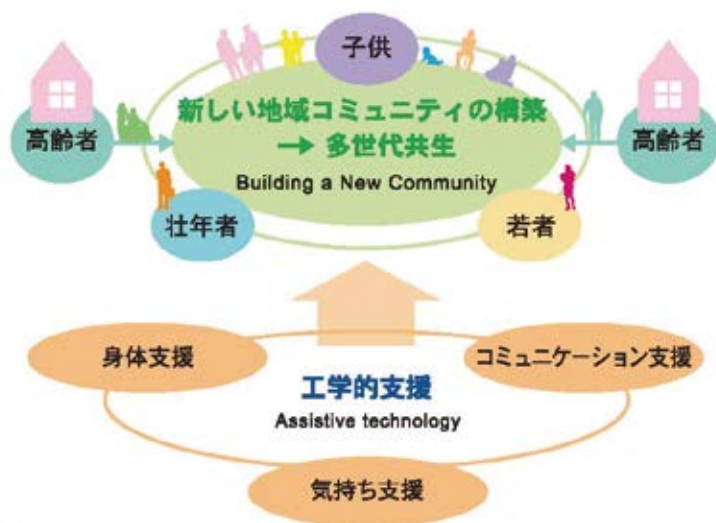 子供
新しい地域コミュニティの構築
→ 多世代共生
Building a New Community
高齢者
高齢者
壮年者
若者
身体支援
コミュニケーション支援
工学的支援
Assistive technology
気持ち支援